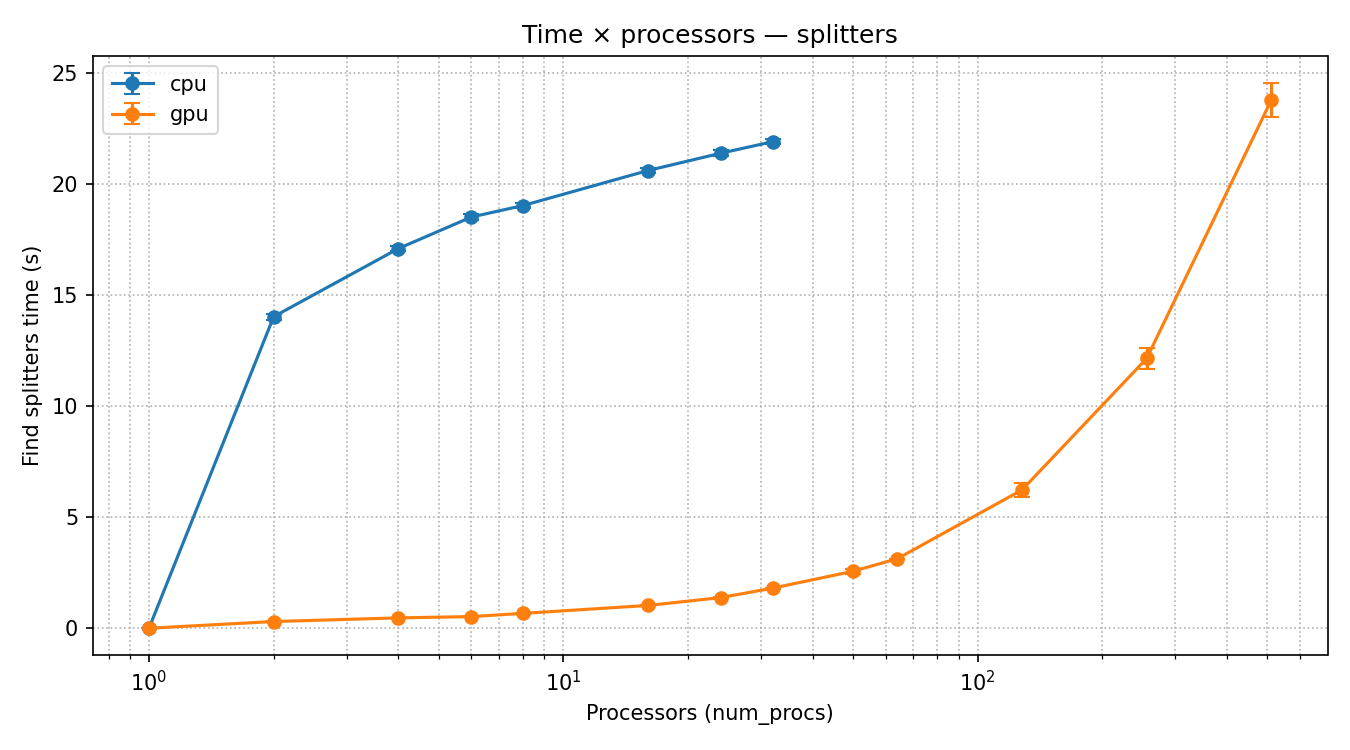 Time × processors — splitters
cpu
gpu
Find splitters time (s)
25
20
15
10
5
0
10⁰
10¹
10²
Processors (num_procs)